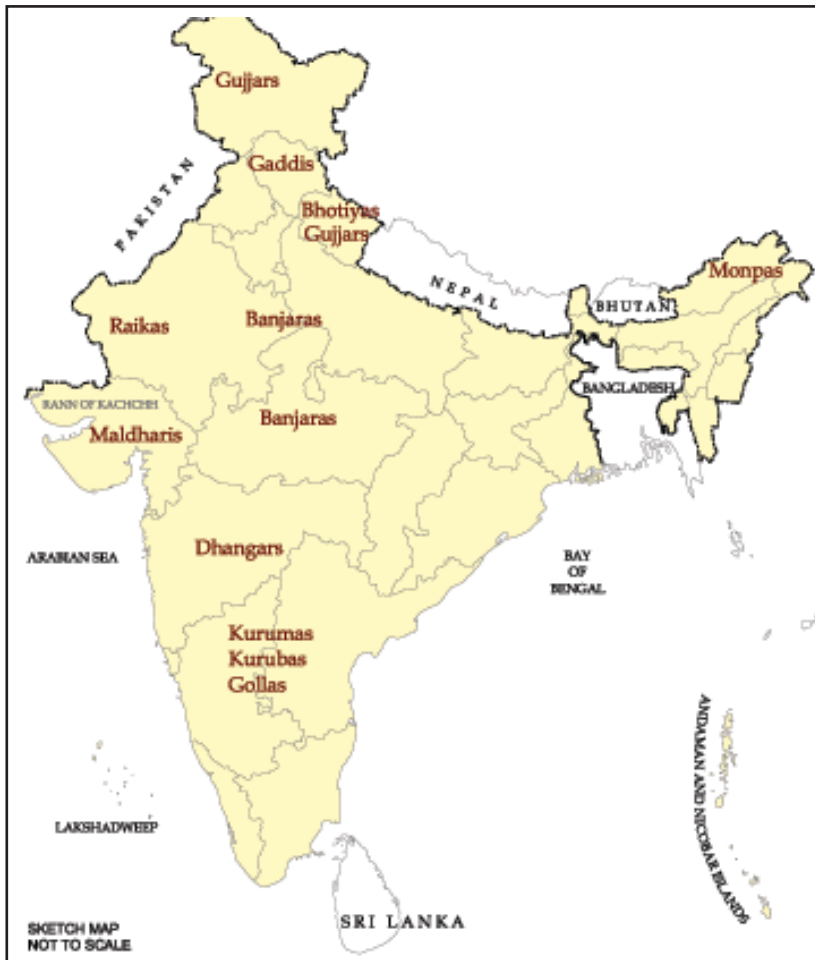 Gujjars
PAKISTAN
Gaddis
Bhotiyas
Gujjars
NEPAL
BHUTAN
Monpas
Raikas
Banjaras
BANGLADESH
RANN OF KACHCHH
Maldharis
Banjaras
ARABIAN SEA
Dhangars
BAY
OF
BENGAL
Kurumas
Kurubas
Gollas
ANDAMAN AND NICOBAR ISLANDS
LAKSHADWEEP
SRI LANKA
SKETCH MAP
NOT TO SCALE